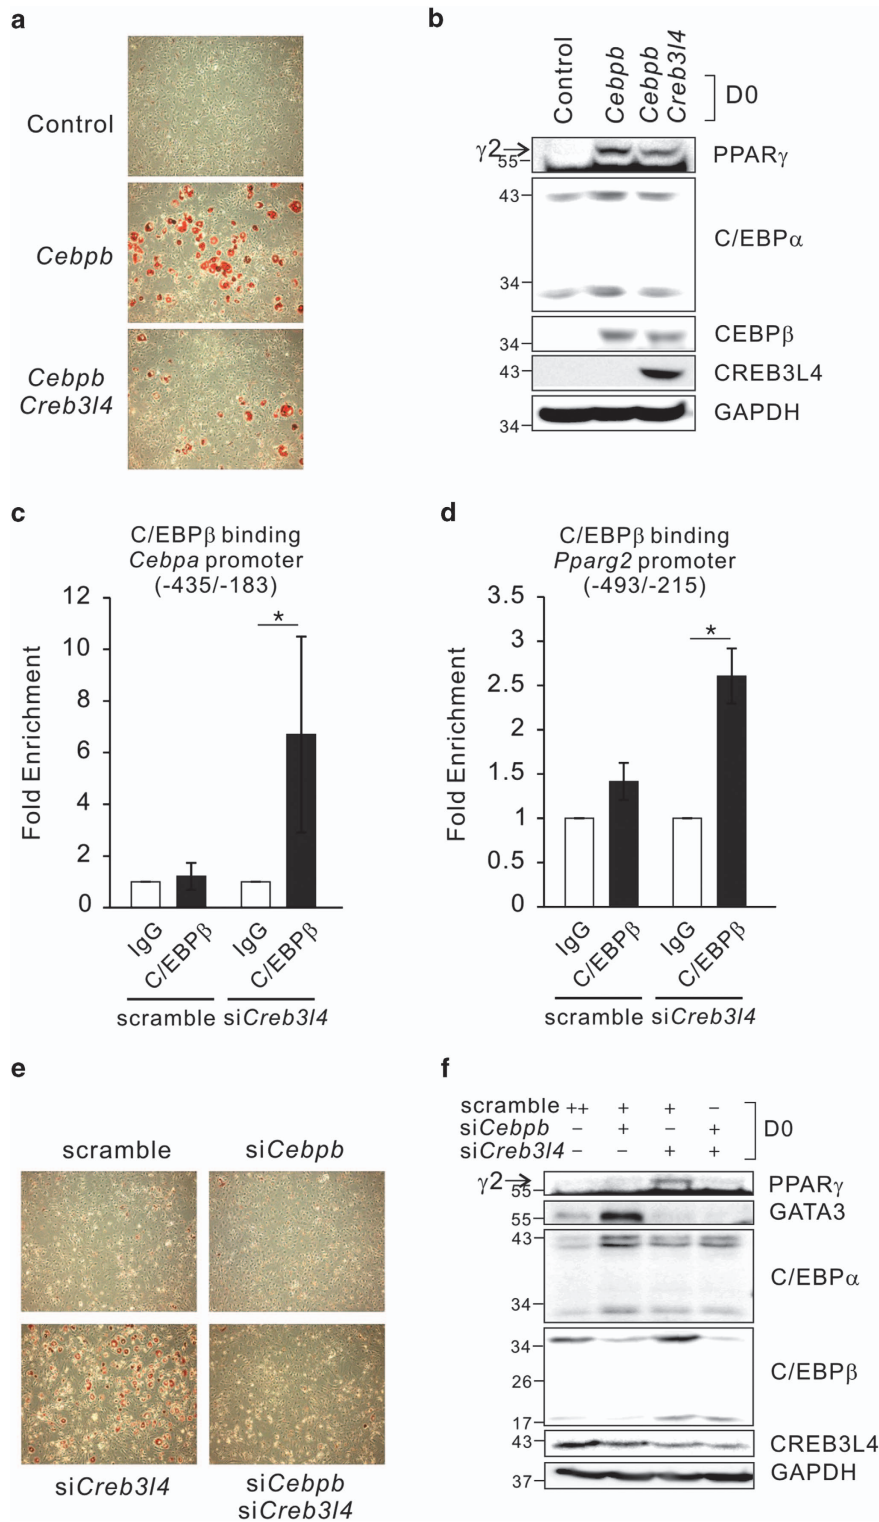 a
Control
Cebpb
Cebpb
Creb3l4
b
Control
Cebpb
Cebpb
Creb3l4
D0
γ2→
55
PPARγ
43
C/EBPα
34
CEBPβ
34
43
CREB3L4
GAPDH
34
c
C/EBPβ binding
Cebpa promoter
(-435/-183)
Fold Enrichment
12
10
8
6
4
2
0
*
IgG
C/EBPβ
IgG
C/EBPβ
scramble
siCreb3l4
d
C/EBPβ binding
Pparg2 promoter
(-493/-215)
Fold Enrichment
3.5
3
2.5
2
1.5
1
0.5
0
*
IgG
C/EBPβ
IgG
C/EBPβ
scramble
siCreb3l4
e
scramble
siCebpb
siCreb3l4
siCebpb
siCreb3l4
f
scramble ++ + + −
siCebpb − + − +
siCreb3l4 − − + +
D0
γ2→
55
PPARγ
55
GATA3
43
C/EBPα
34
34
C/EBPβ
26
17
43
CREB3L4
GAPDH
37